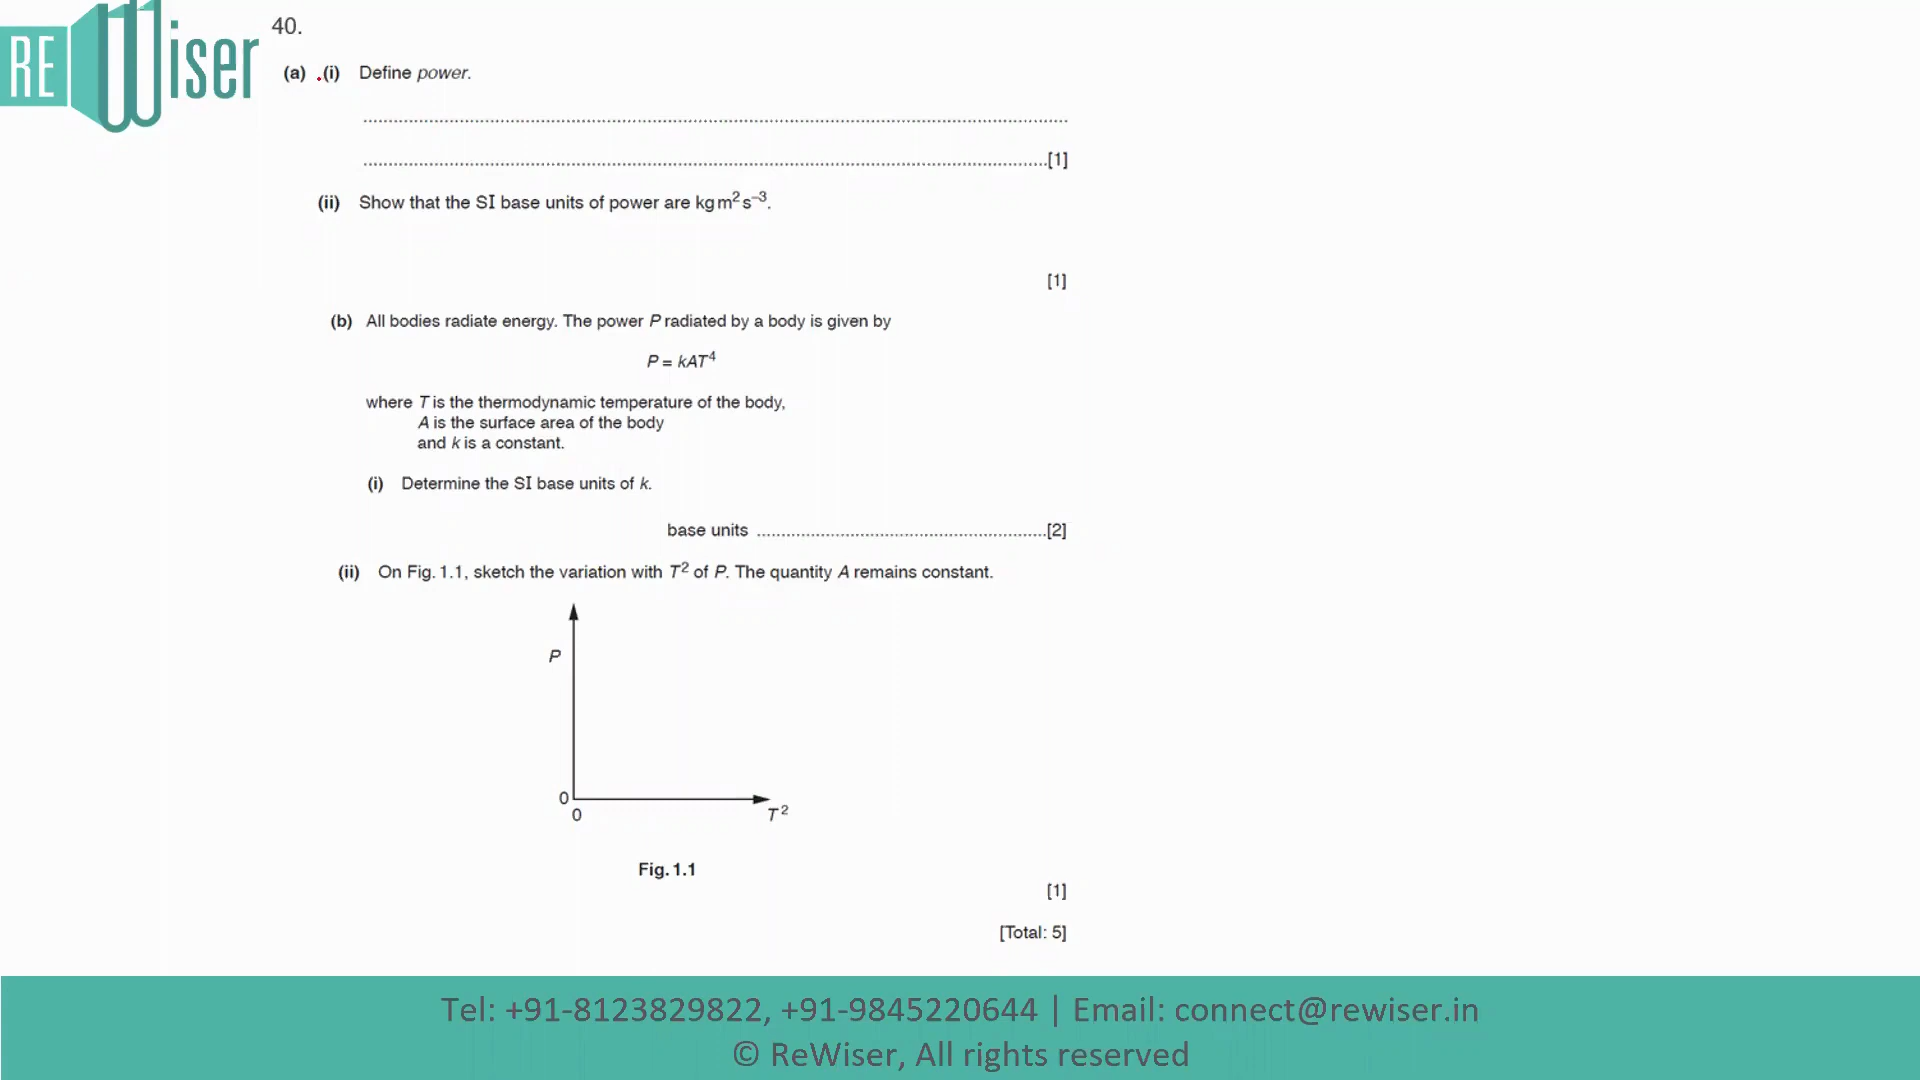 REWiser
40.
(a) (i) Define power.
[1]
(ii) Show that the SI base units of power are kg m² s⁻³.
[1]
(b) All bodies radiate energy. The power P radiated by a body is given by
P = kAT⁴
where T is the thermodynamic temperature of the body,
A is the surface area of the body
and k is a constant.
(i) Determine the SI base units of k.
base units ..........................................................[2]
(ii) On Fig. 1.1, sketch the variation with T² of P. The quantity A remains constant.
P
0
0
T²
Fig. 1.1
[1]
[Total: 5]
Tel: +91-8123829822, +91-9845220644 | Email: connect@rewiser.in
© ReWiser, All rights reserved